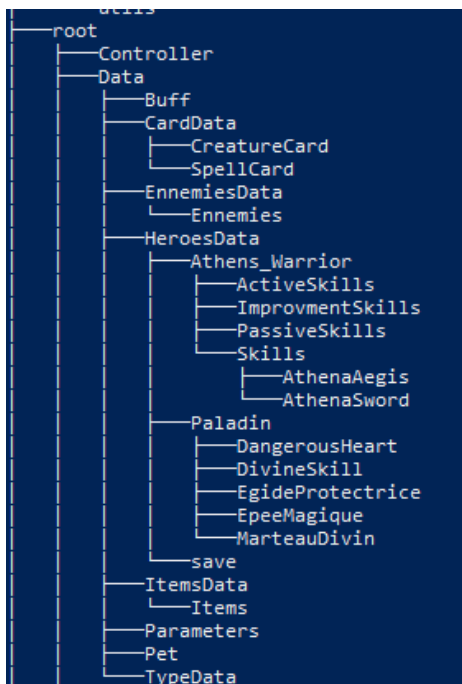 utils
root
Controller
Data
Buff
CardData
CreatureCard
SpellCard
EnnemiesData
Ennemies
HeroesData
Athens_Warrior
ActiveSkills
ImprovmentSkills
PassiveSkills
Skills
AthenaAegis
AthenaSword
Paladin
DangerousHeart
DivineSkill
EgideProtectrice
EpeeMagique
MarteauDivin
save
ItemsData
Items
Parameters
Pet
TypeData